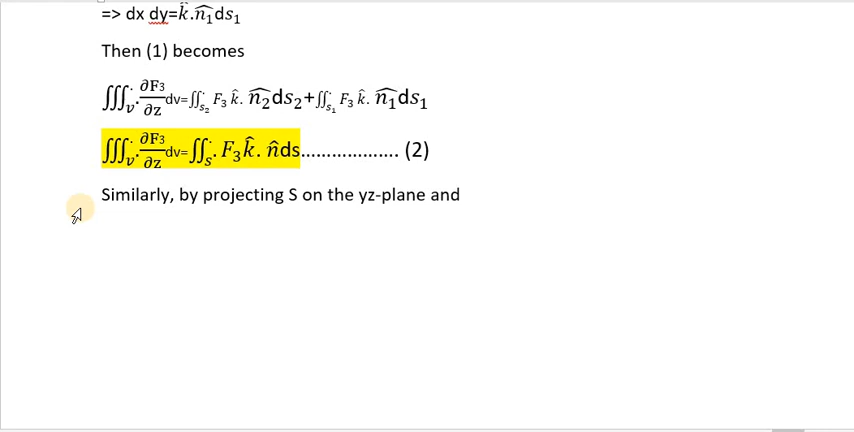 => dx dy=k̂.n̂₁ds₁
Then (1) becomes
∭ᵥ.∂F₃/∂z dv=∬s₂ F₃ k̂. n̂₂ds₂+∬s₁ F₃ k̂. n̂₁ds₁
∭ᵥ.∂F₃/∂z dv=∬s. F₃k̂. n̂ds................... (2)
Similarly, by projecting S on the yz-plane and